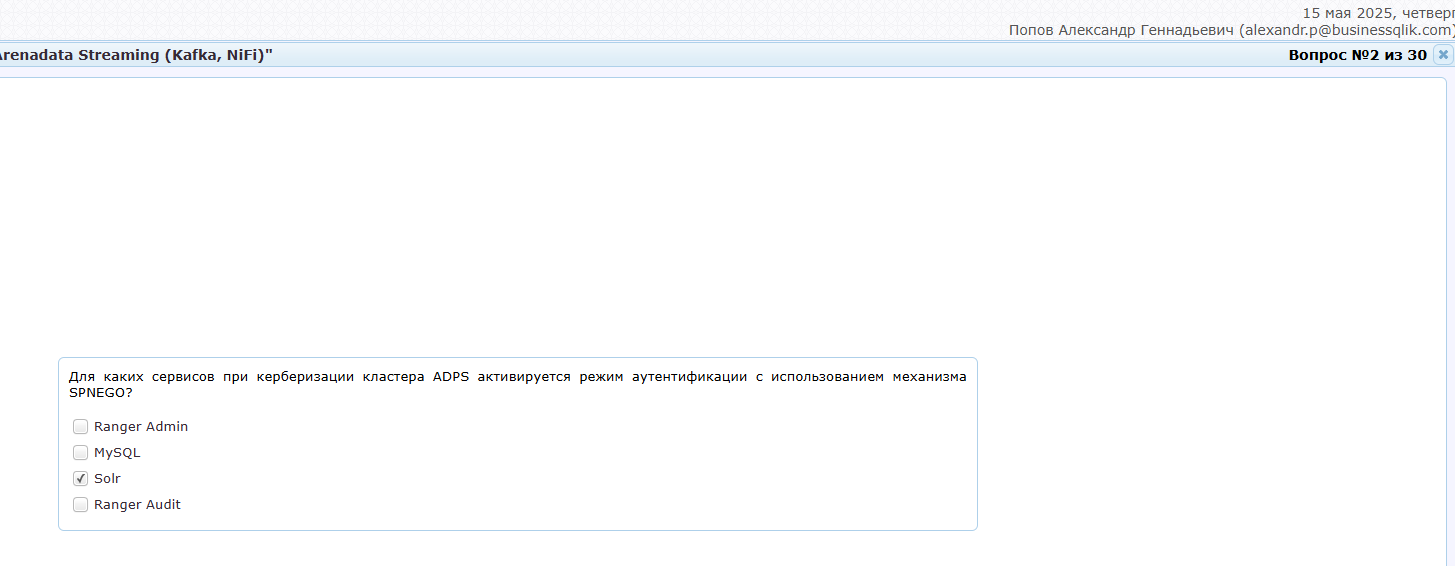 15 мая 2025, четверг
Попов Александр Геннадьевич (alexandr.p@businessqlik.com)
Arenadata Streaming (Kafka, NiFi)"
Вопрос №2 из 30
Для каких сервисов при керберизации кластера ADPS активируется режим аутентификации с использованием механизма
SPNEGO?
Ranger Admin
MySQL
Solr
Ranger Audit